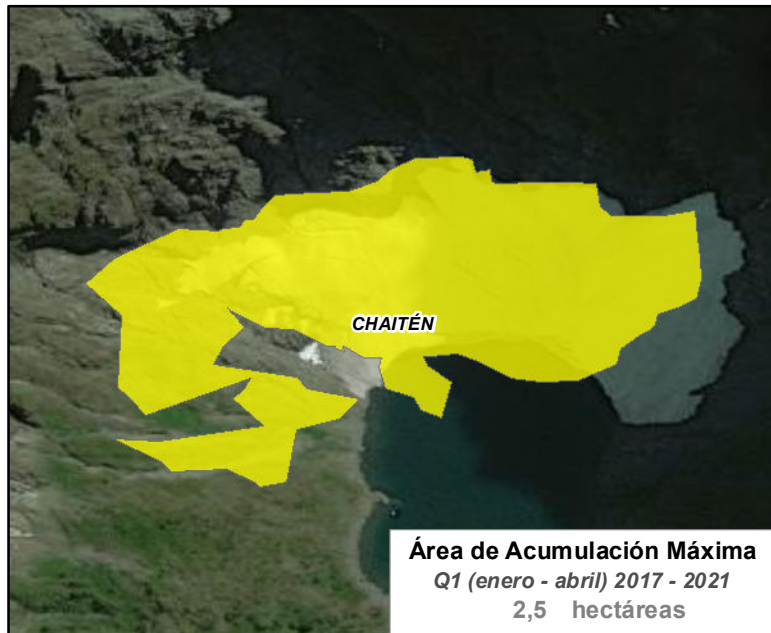 CHAITÉN
Área de Acumulación Máxima
Q1 (enero - abril) 2017 - 2021
2,5 hectáreas